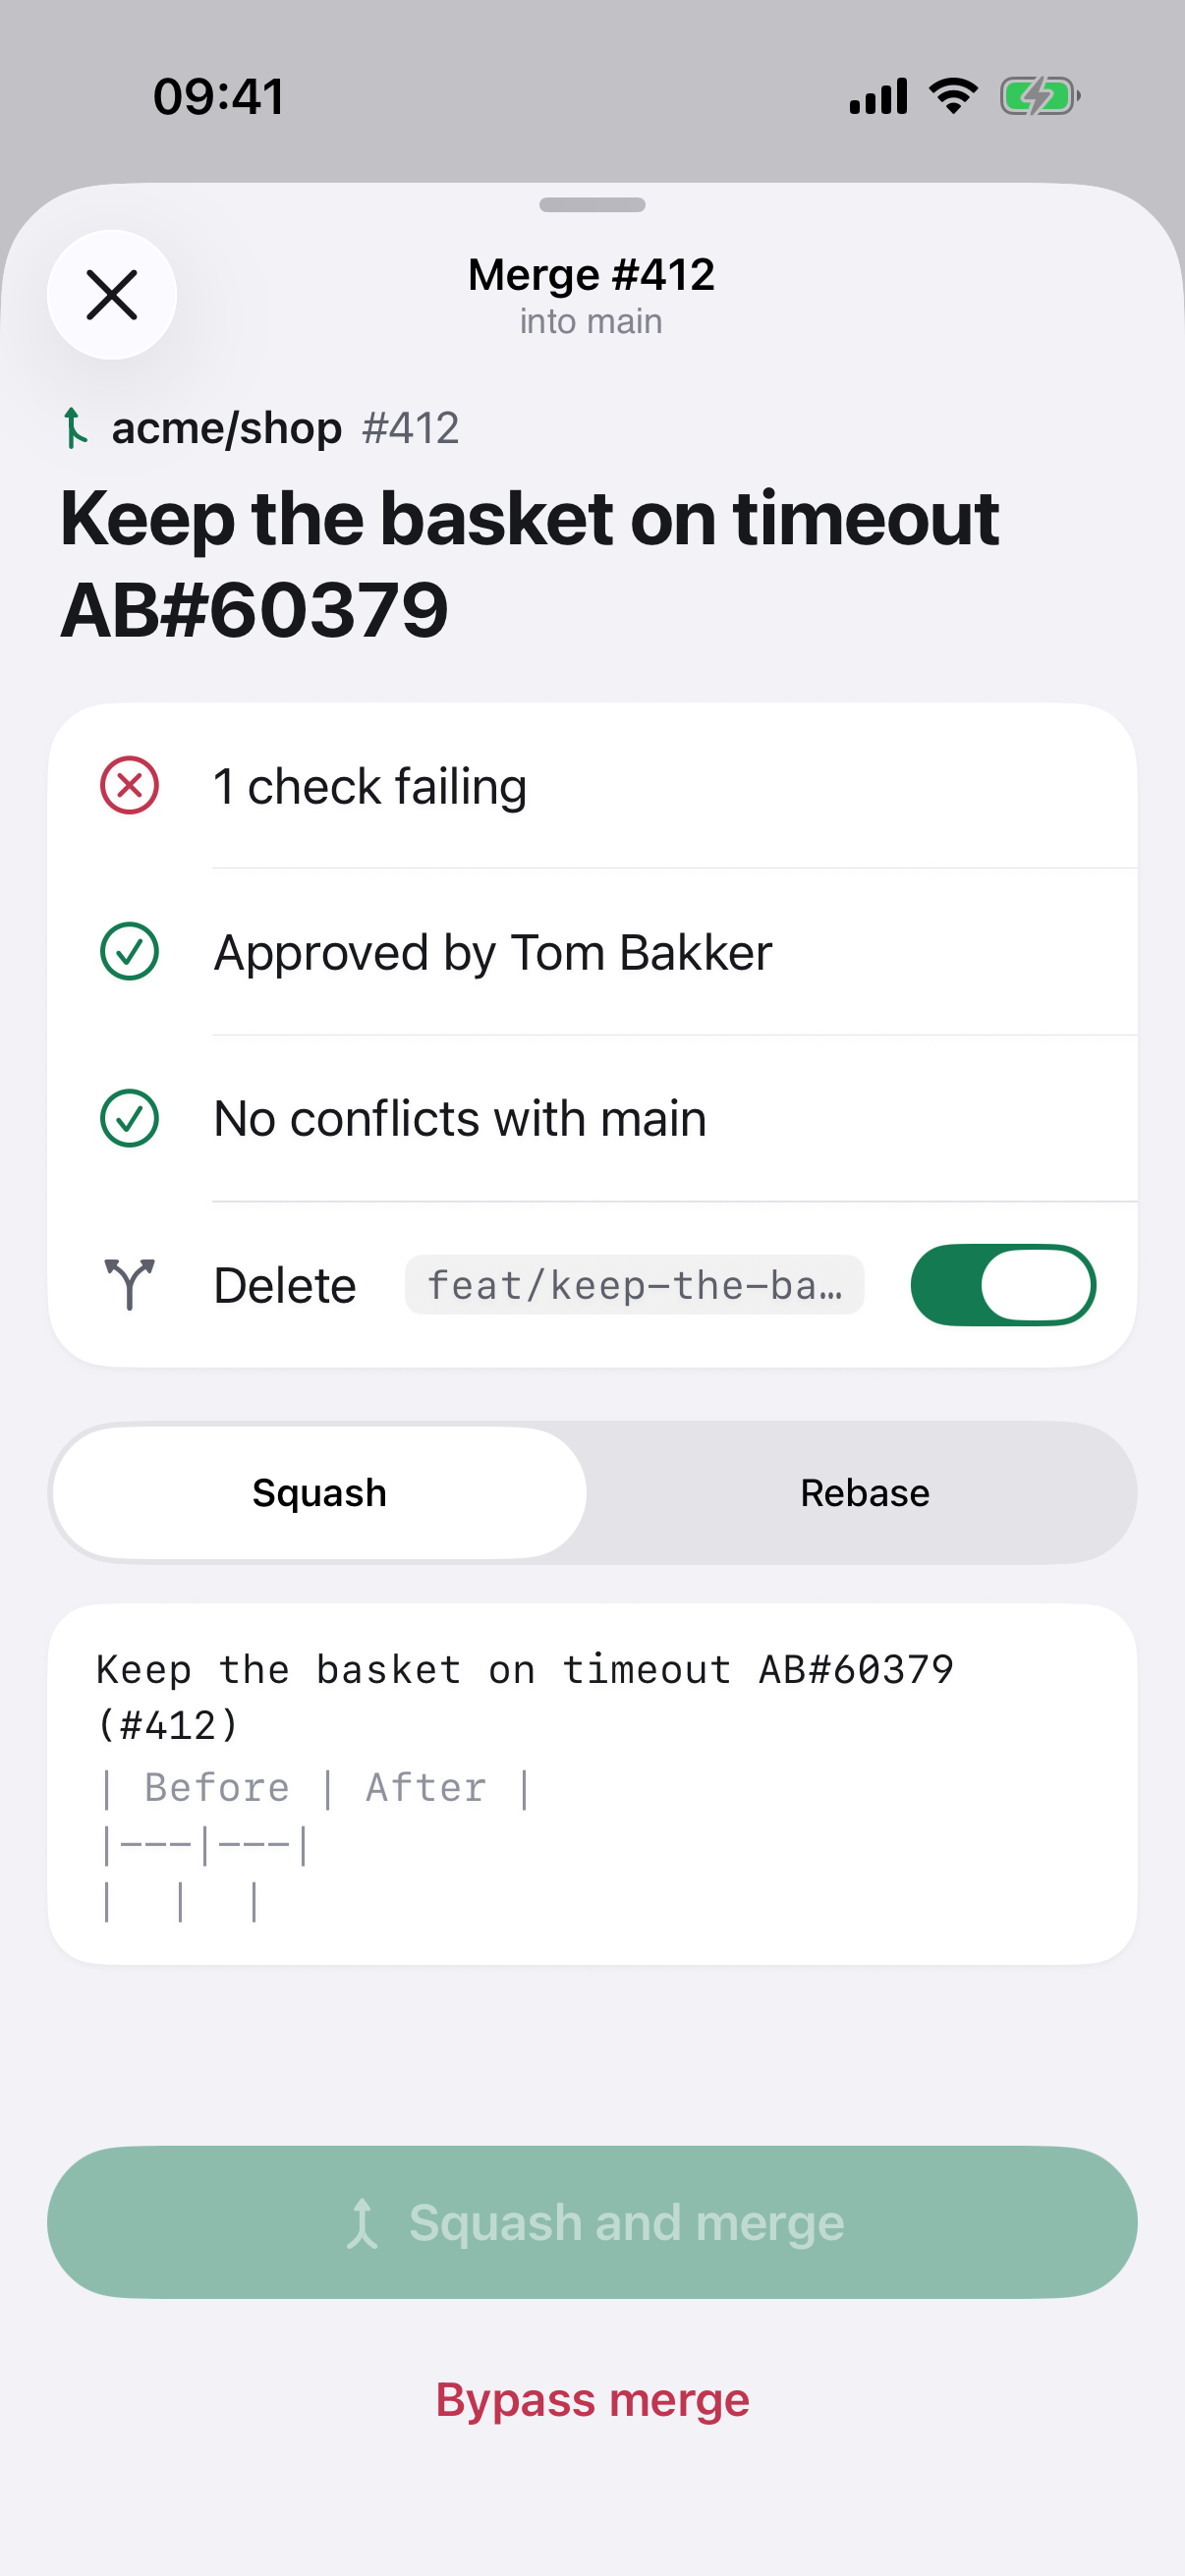 09:41
Merge #412
into main
acme/shop #412
Keep the basket on timeout
AB#60379
1 check failing
Approved by Tom Bakker
No conflicts with main
Delete feat/keep-the-ba…
Squash Rebase
Keep the basket on timeout AB#60379
(#412)
| Before | After |
|---|---|
|  |  |
Squash and merge
Bypass merge